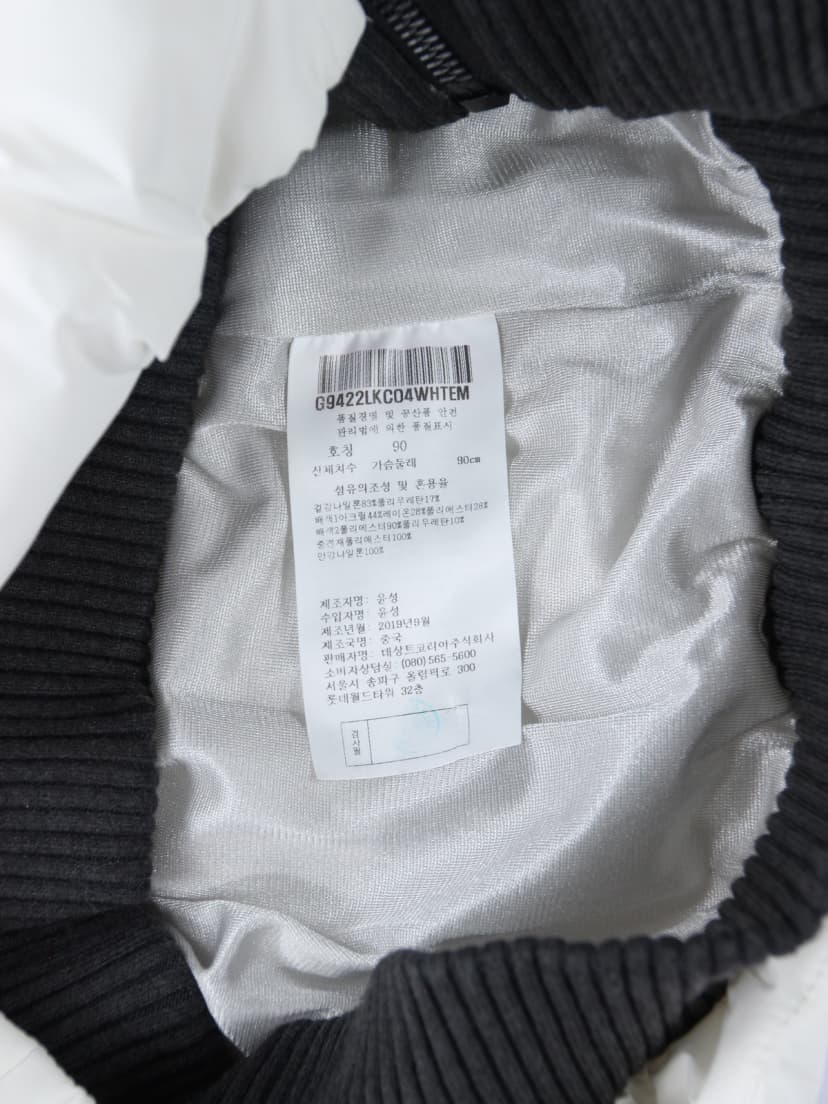 G9422LKC04WHTEM
품질경영 및 공산품 안전
관리법에 의한 품질표시
호칭 90
신체치수 가슴둘레 90cm
섬유의조성 및 혼용율
겉감나일론83%폴리우레탄17%
배색1아크릴44%레이온28%폴리에스터28%
배색2폴리에스터90%폴리우레탄10%
충전재폴리에스터100%
안감나일론100%
제조자명: 윤성
수입자명: 윤성
제조년월: 2019년9월
제조국명: 중국
판매자명: 데상트코리아주식회사
소비자상담실: (080)565-5600
서울시 송파구 올림픽로 300
롯데월드타워 32층
검사필